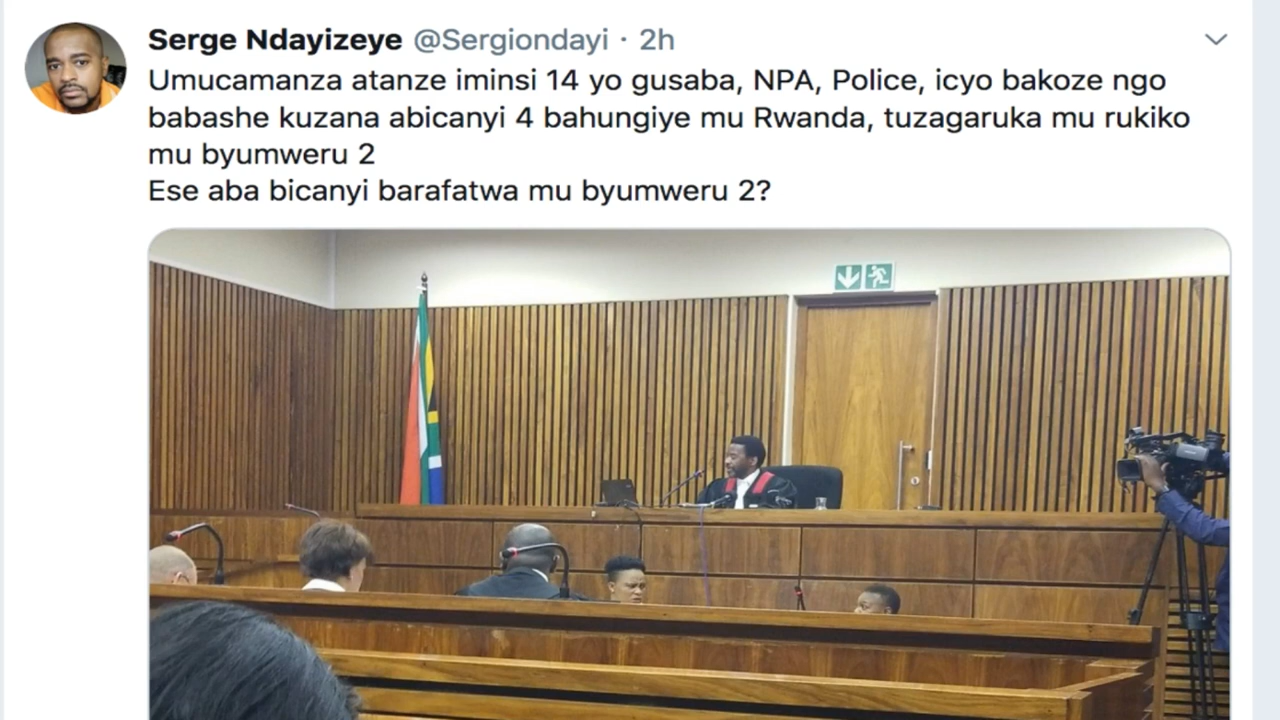 Serge Ndayizeye @Sergiondayi · 2h
Umucamanza atanze iminsi 14 yo gusaba, NPA, Police, icyo bakoze ngo
babashe kuzana abicanyi 4 bahungiye mu Rwanda, tuzagaruka mu rukiko
mu byumweru 2
Ese aba bicanyi barafatwa mu byumweru 2?